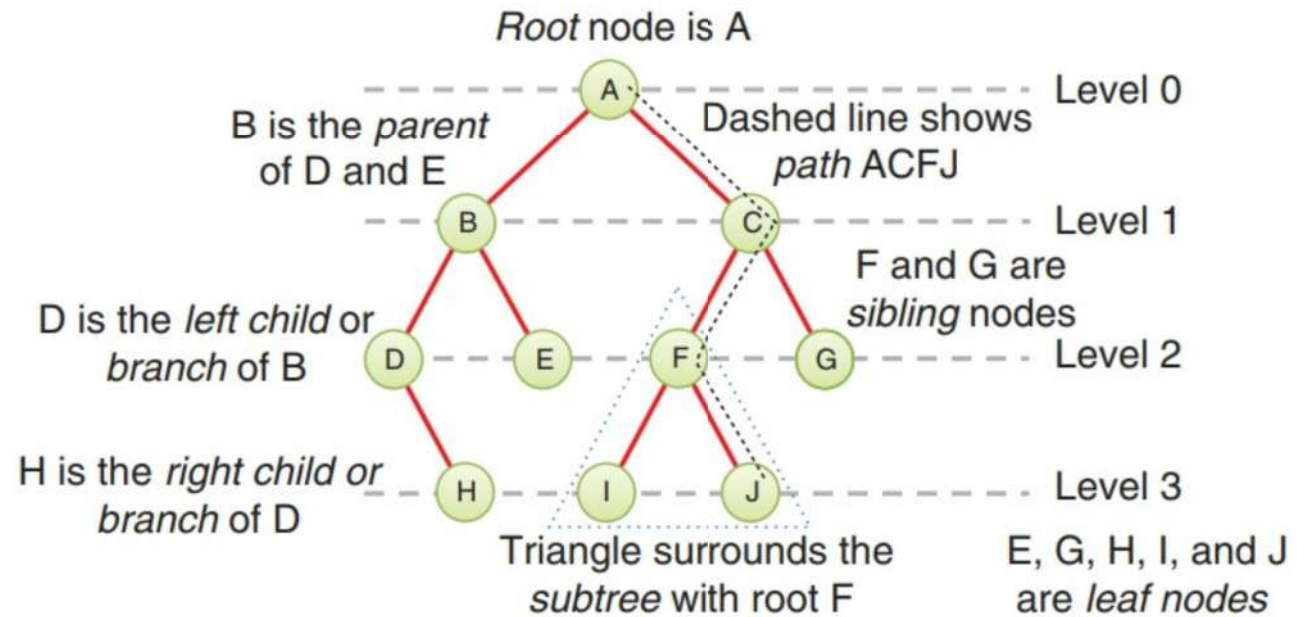 Root node is A
A
Level 0
B is the parent
of D and E
Dashed line shows
path ACFJ
B
C
Level 1
F and G are
sibling nodes
D is the left child or
branch of B
D
E
F
G
Level 2
H is the right child or
branch of D
H
I
J
Level 3
Triangle surrounds the
subtree with root F
E, G, H, I, and J
are leaf nodes